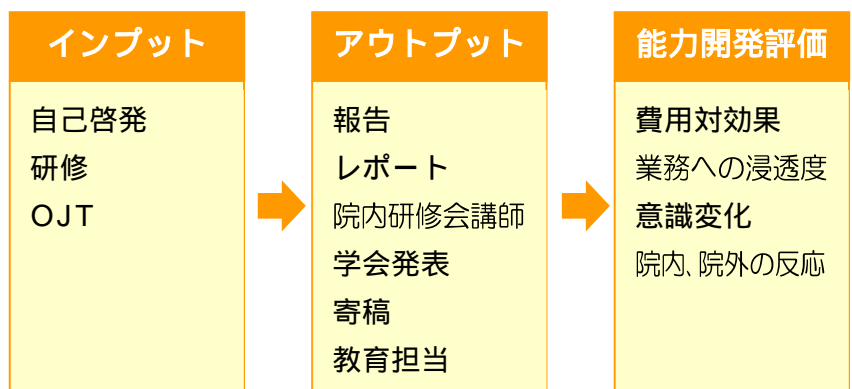 インプット
自己啓発
研修
OJT
アウトプット
報告
レポート
院内研修会講師
学会発表
寄稿
教育担当
能力開発評価
費用対効果
業務への浸透度
意識変化
院内、院外の反応